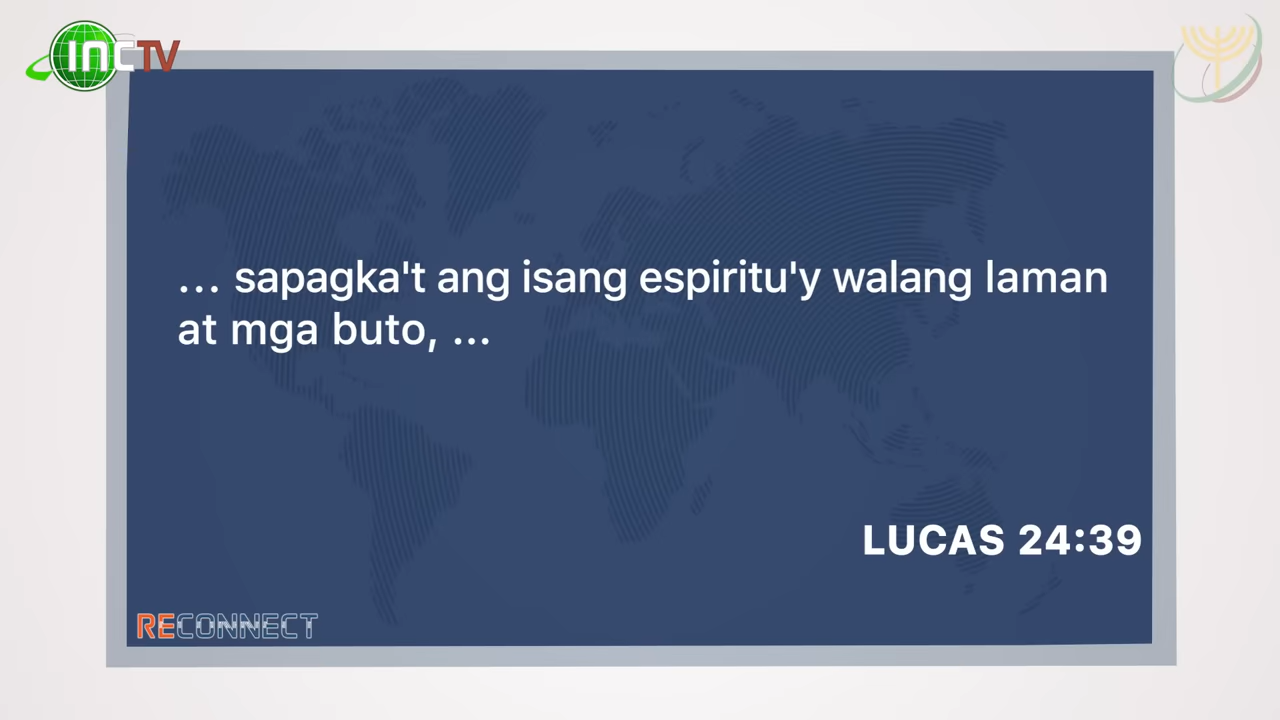 INCTV
... sapagka't ang isang espiritu'y walang laman
at mga buto, ...
LUCAS 24:39
RECONNECT